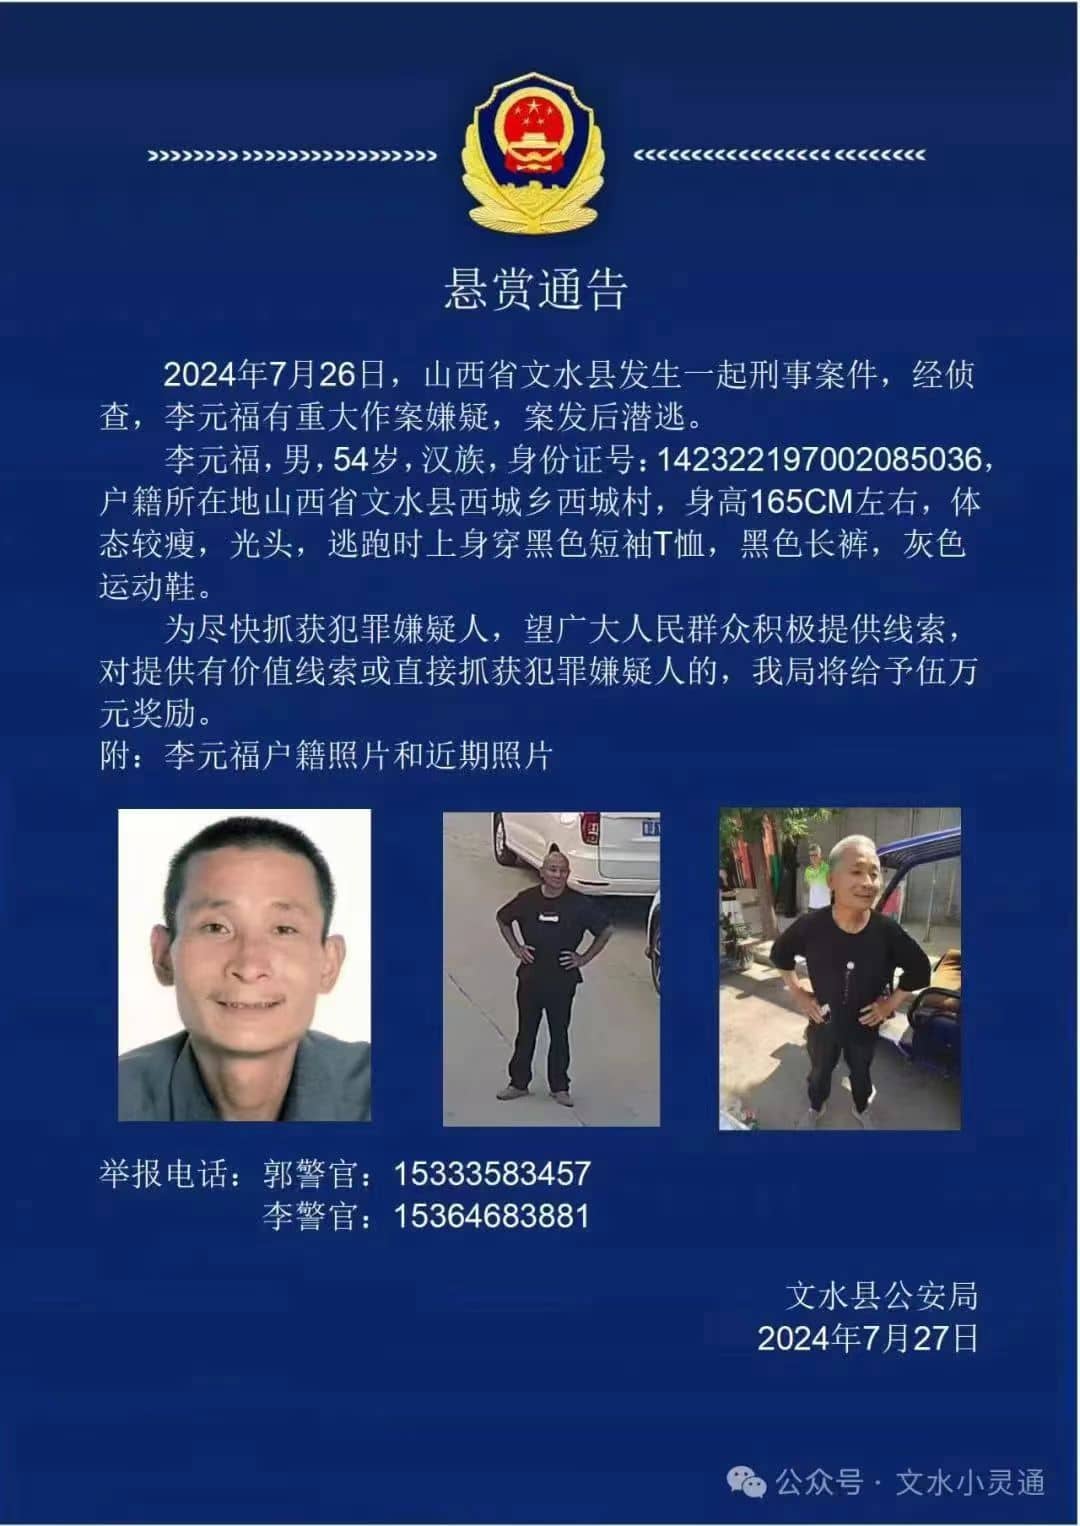 悬赏通告
2024年7月26日，山西省文水县发生一起刑事案件，经侦
查，李元福有重大作案嫌疑，案发后潜逃。
李元福，男，54岁，汉族，身份证号：142322197002085036，
户籍所在地山西省文水县西城乡西城村，身高165CM左右，体
态较瘦，光头，逃跑时上身穿黑色短袖T恤，黑色长裤，灰色
运动鞋。
为尽快抓获犯罪嫌疑人，望广大人民群众积极提供线索，
对提供有价值线索或直接抓获犯罪嫌疑人的，我局将给予伍万
元奖励。
附：李元福户籍照片和近期照片
举报电话：郭警官：15333583457
李警官：15364683881
文水县公安局
2024年7月27日
公众号·文水小灵通